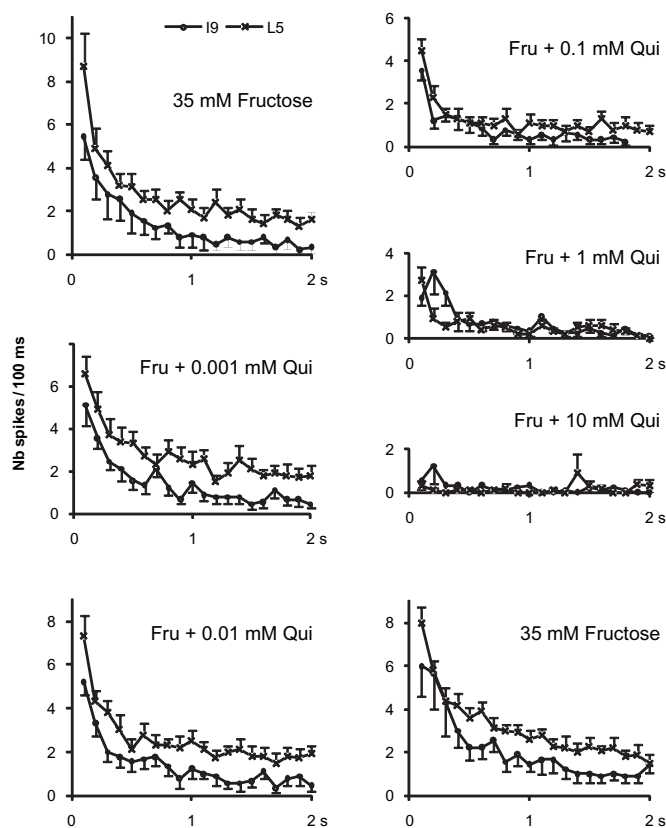 I9 L5
35 mM Fructose
10
8
6
4
2
0
0 1 2 s
Fru + 0.001 mM Qui
6
4
2
0
0 1 2 s
Nb spikes / 100 ms
Fru + 0.01 mM Qui
8
6
4
2
0
0 1 2 s
Fru + 0.1 mM Qui
6
4
2
0
0 1 2 s
Fru + 1 mM Qui
4
2
0
0 1 2 s
Fru + 10 mM Qui
2
0
0 1 2 s
35 mM Fructose
8
6
4
2
0
0 1 2 s